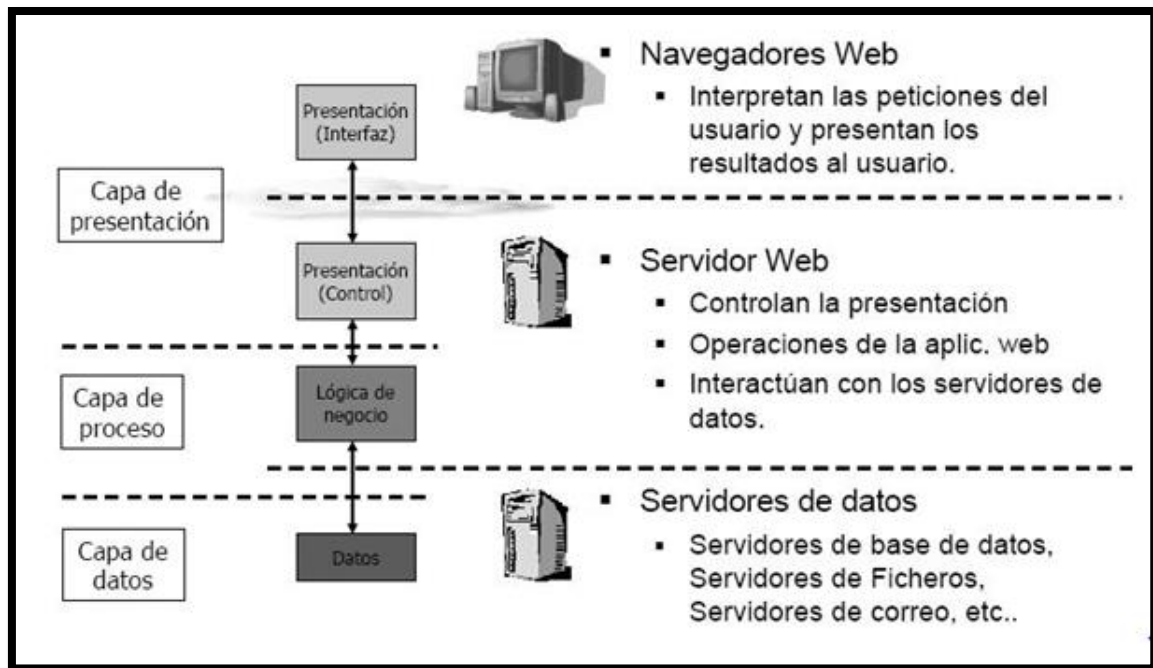 Capa de
presentación
Capa de
proceso
Capa de
datos
Presentación
(Interfaz)
Presentación
(Control)
Lógica de
negocio
Datos
▪ Navegadores Web
▪ Interpretan las peticiones del
usuario y presentan los
resultados al usuario.
▪ Servidor Web
▪ Controlan la presentación
▪ Operaciones de la aplic. web
▪ Interactúan con los servidores de
datos.
▪ Servidores de datos
▪ Servidores de base de datos,
Servidores de Ficheros,
Servidores de correo, etc..